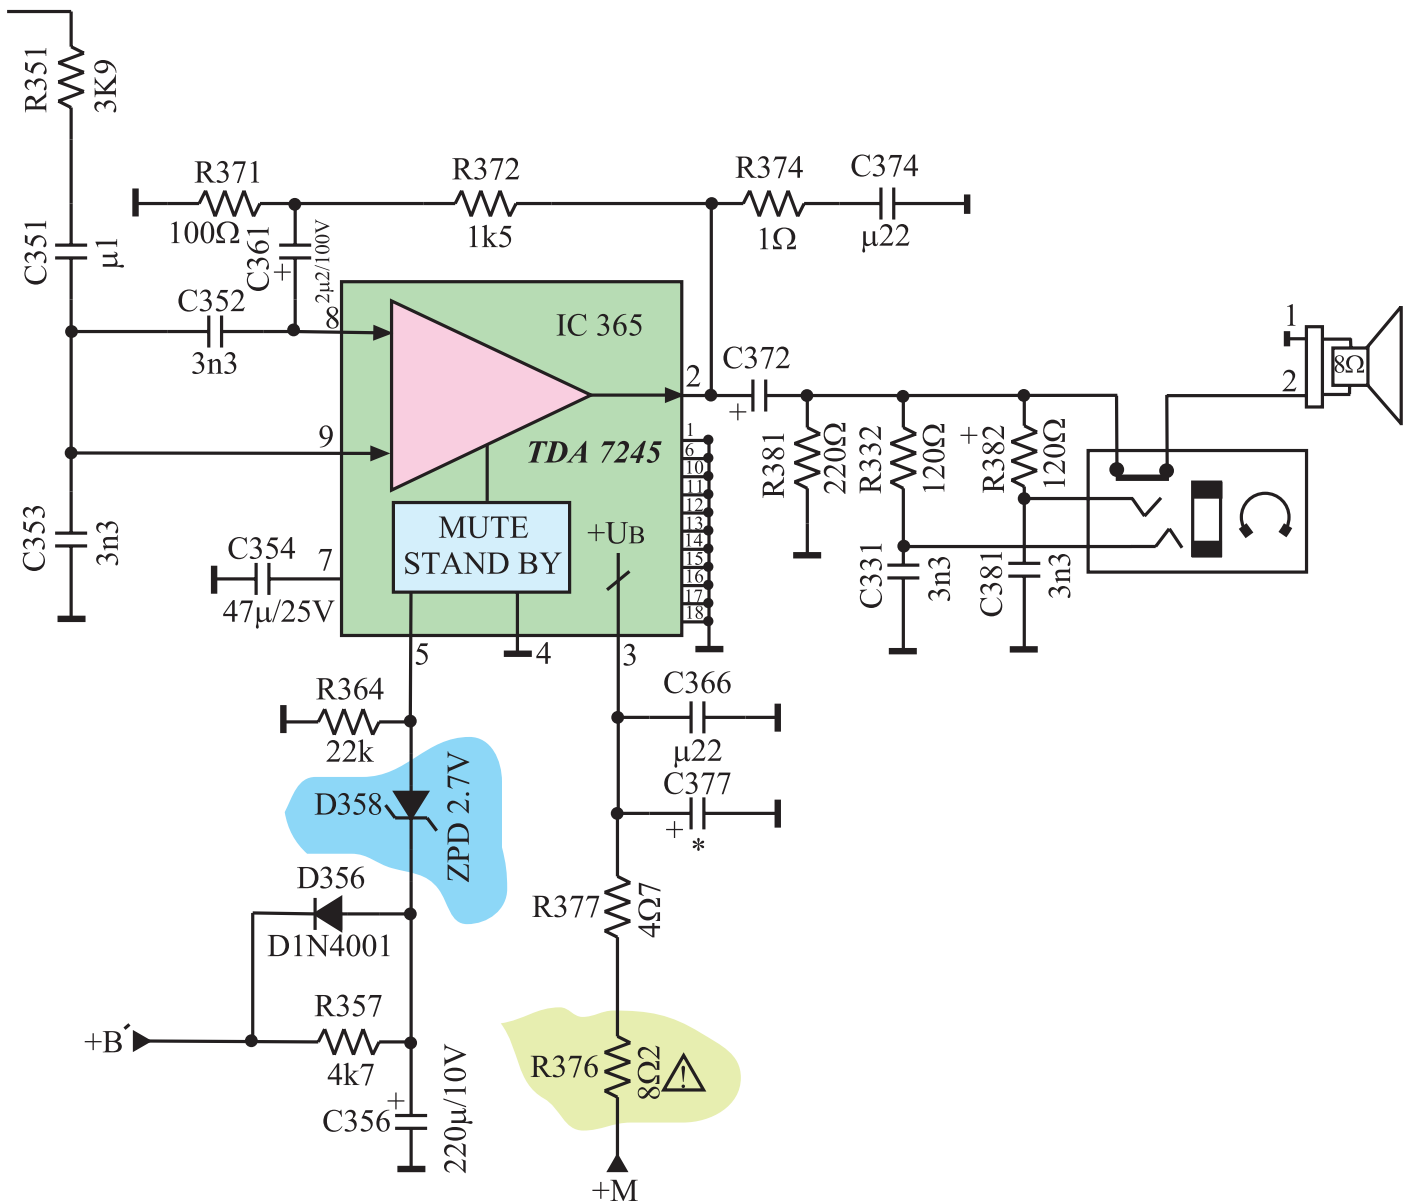 R351
3K9
R371
100Ω
R372
1k5
R374
1Ω
C374
µ22
C351
µ1
C361
+
2µ2/100V
C352
3n3
8
IC 365
2
C372
+
1
2
8Ω
9
TDA 7245
1
6
10
11
12
13
14
15
16
17
18
R381
220Ω
R332
120Ω
+
R382
120Ω
C353
3n3
MUTE
STAND BY
+UB
C354
7
47µ/25V
C331
3n3
C381
3n3
5
4
3
R364
22k
C366
µ22
D358
ZPD 2.7V
C377
+
*
D356
D1N4001
R377
4Ω7
R357
4k7
+B′
R376
8Ω2
!
+
C356
220µ/10V
+M